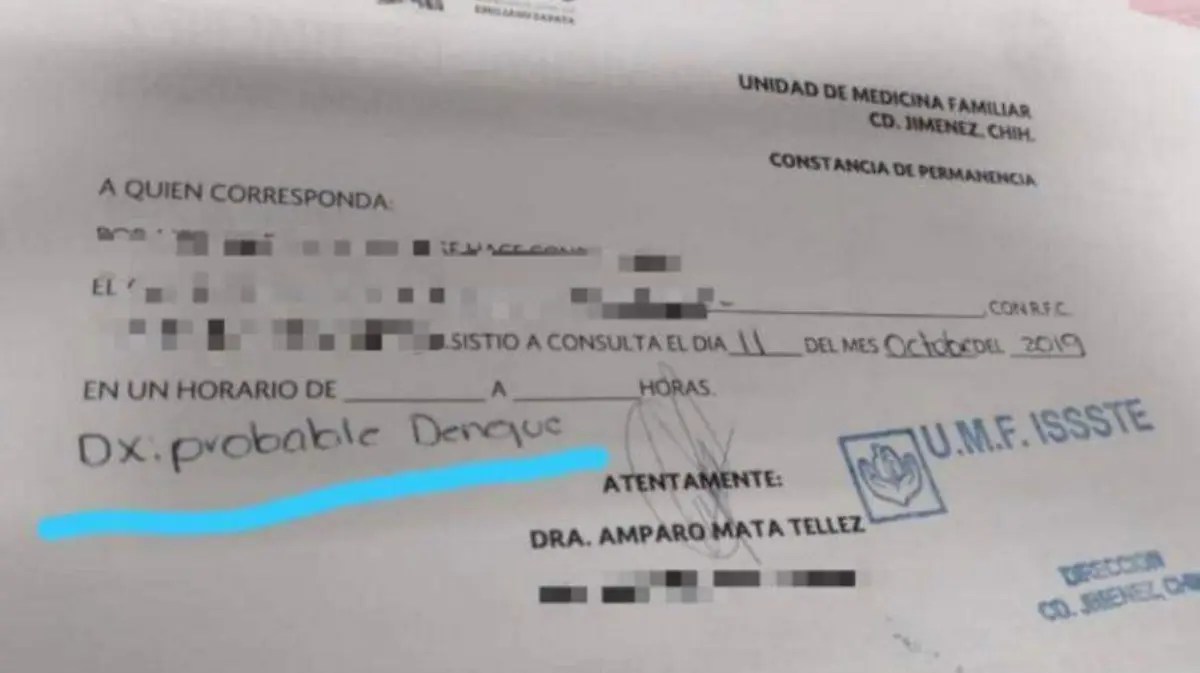 EMILIANO ZAPATA
UNIDAD DE MEDICINA FAMILIAR
CD. JIMENEZ, CHIH.
CONSTANCIA DE PERMANENCIA
A QUIEN CORRESPONDA:
EL
CON R.F.C.
SISTIO A CONSULTA EL DIA 11 DEL MES Octobre DEL 2019
EN UN HORARIO DE A HORAS.
Dx: probable Dengue
ATENTAMENTE:
U.M.F. ISSSTE
DRA. AMPARO MATA TELLEZ
DIRECCION
CD. JIMENEZ, CHIH